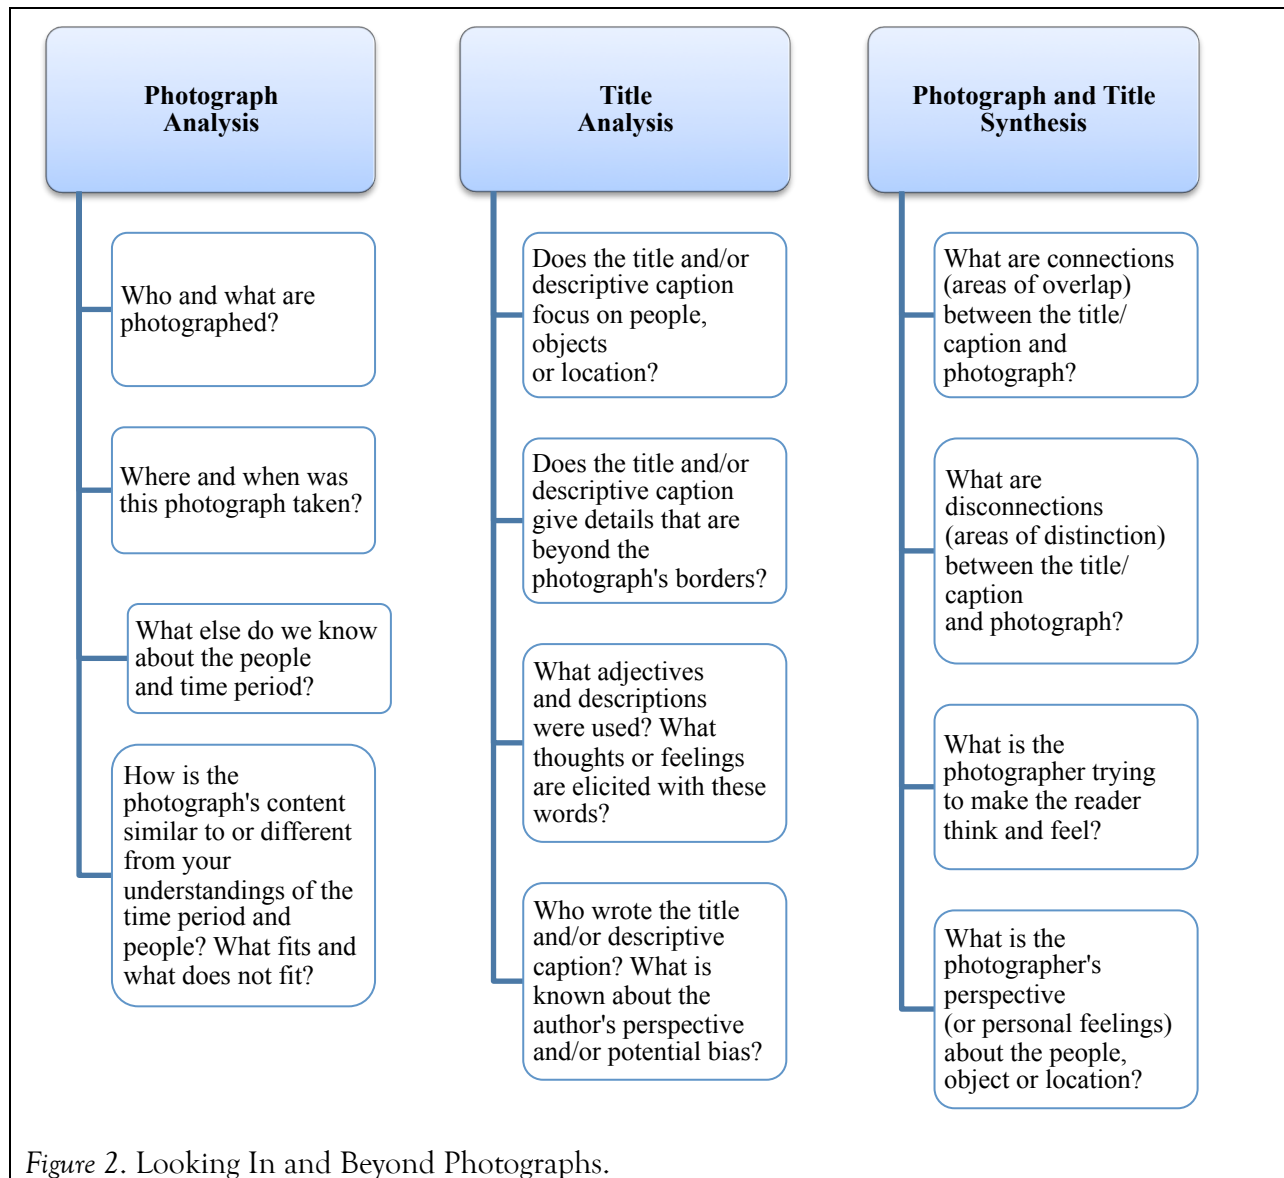 Photograph
Analysis
Who and what are
photographed?
Where and when was
this photograph taken?
What else do we know
about the people
and time period?
How is the
photograph's content
similar to or different
from your
understandings of the
time period and
people? What fits and
what does not fit?
Title
Analysis
Does the title and/or
descriptive caption
focus on people,
objects
or location?
Does the title and/or
descriptive caption
give details that are
beyond the
photograph's borders?
What adjectives
and descriptions
were used? What
thoughts or feelings
are elicited with these
words?
Who wrote the title
and/or descriptive
caption? What is
known about the
author's perspective
and/or potential bias?
Photograph and Title
Synthesis
What are connections
(areas of overlap)
between the title/
caption and
photograph?
What are
disconnections
(areas of distinction)
between the title/
caption
and photograph?
What is the
photographer trying
to make the reader
think and feel?
What is the
photographer's
perspective
(or personal feelings)
about the people,
object or location?
Figure 2. Looking In and Beyond Photographs.